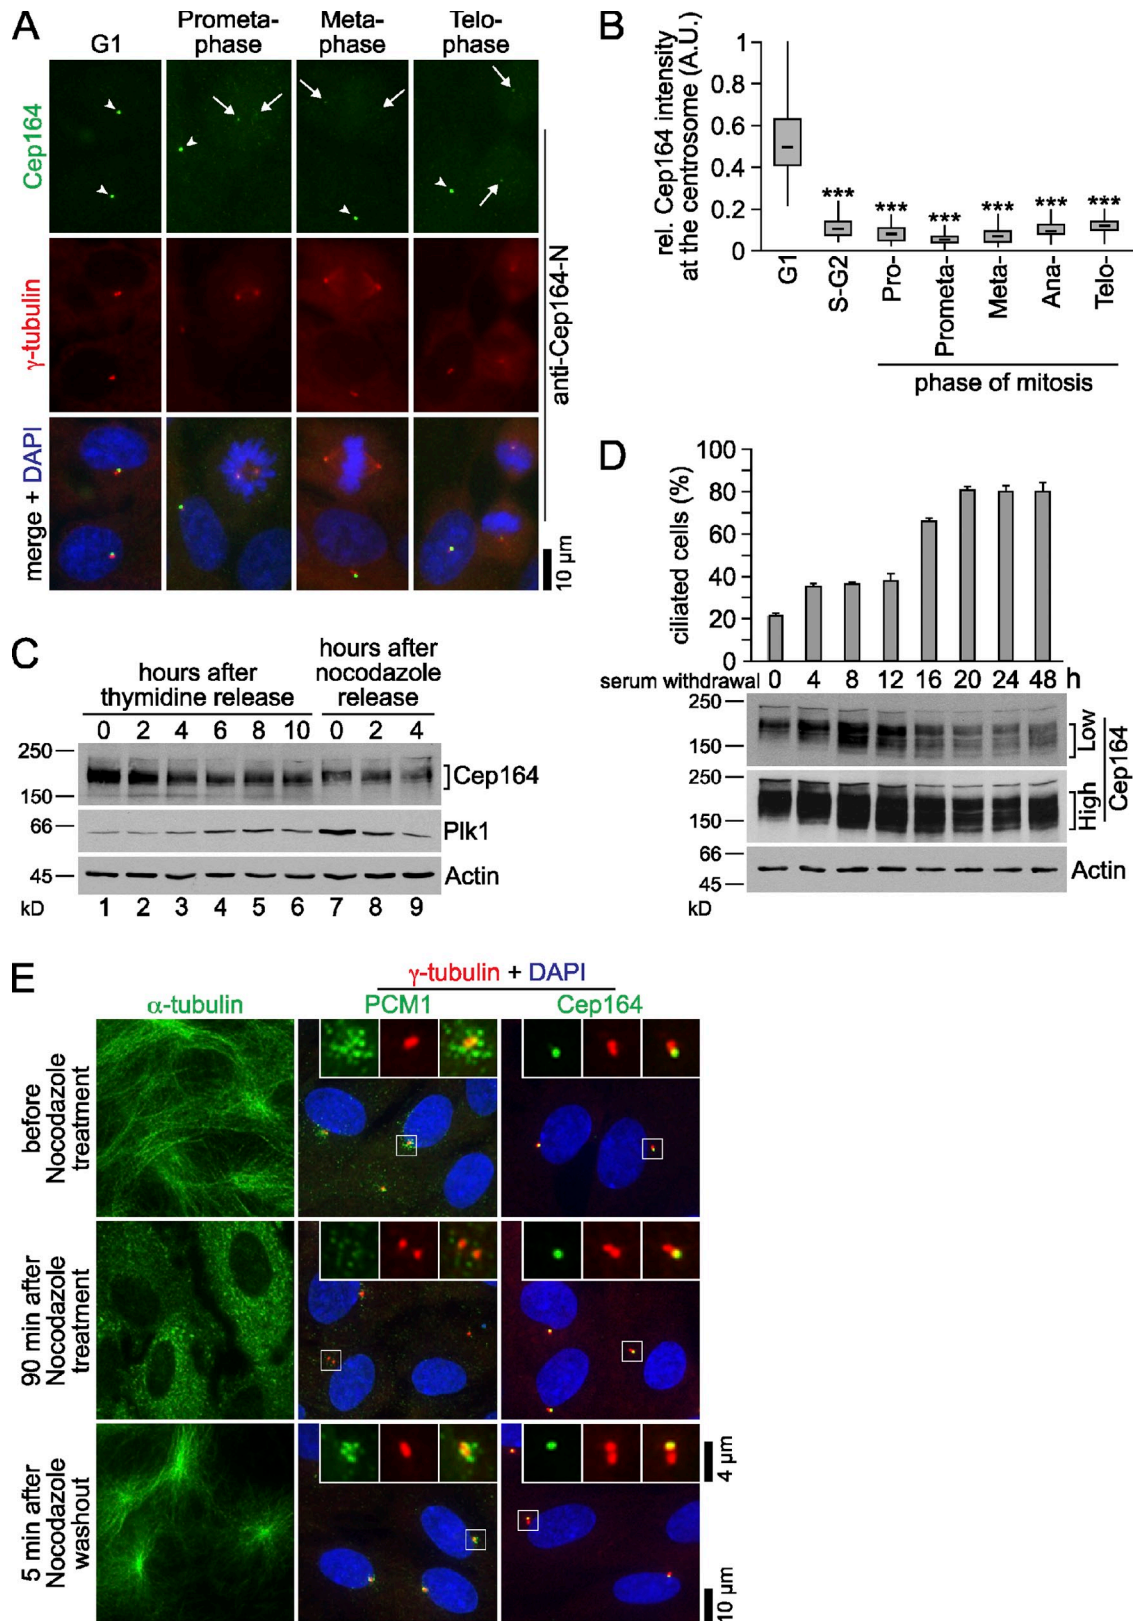 A
G1
Prometa-
phase
Meta-
phase
Telo-
phase
Cep164
γ-tubulin
merge + DAPI
anti-Cep164-N
10 µm
B
rel. Cep164 intensity
at the centrosome (A.U.)
1
0.8
0.6
0.4
0.2
0
*** *** *** *** *** ***
G1 S-G2 Pro- Prometa- Meta- Ana- Telo-
phase of mitosis
C
hours after
thymidine release
hours after
nocodazole
release
0 2 4 6 8 10 0 2 4
250
150
Cep164
66
Plk1
45
Actin
kD 1 2 3 4 5 6 7 8 9
D
ciliated cells (%)
100
80
60
40
20
0
serum withdrawal 0 4 8 12 16 20 24 48 h
250
150
Low
250
150
High
Cep164
66
45
Actin
kD
E
γ-tubulin + DAPI
α-tubulin PCM1 Cep164
before
Nocodazole
treatment
90 min after
Nocodazole
treatment
5 min after
Nocodazole
washout
4 µm
10 µm